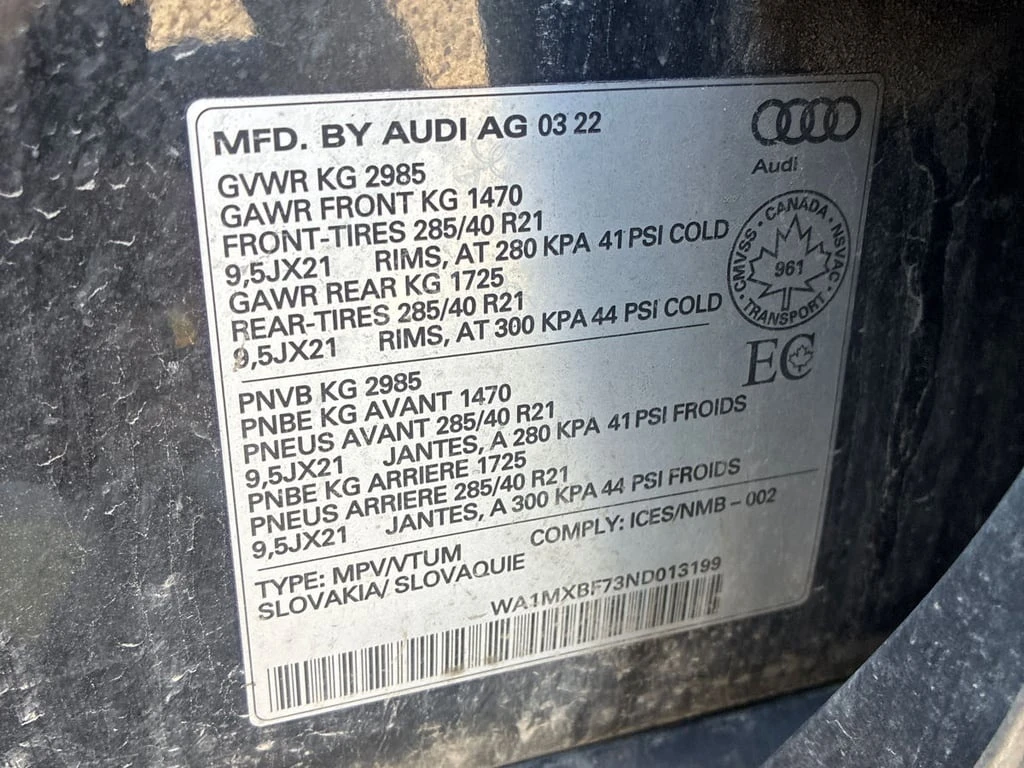 MFD. BY AUDI AG 03 22
Audi
GVWR KG 2985
GAWR FRONT KG 1470
FRONT-TIRES 285/40 R21
9,5JX21 RIMS, AT 280 KPA 41 PSI COLD
GAWR REAR KG 1725
REAR-TIRES 285/40 R21
9,5JX21 RIMS, AT 300 KPA 44 PSI COLD
CMVSS · CANADA · NSVAC · TRANSPORT ·
961
EC
PNVB KG 2985
PNBE KG AVANT 1470
PNEUS AVANT 285/40 R21
9,5JX21 JANTES, A 280 KPA 41 PSI FROIDS
PNBE KG ARRIERE 1725
PNEUS ARRIERE 285/40 R21
9,5JX21 JANTES, A 300 KPA 44 PSI FROIDS
TYPE: MPV/VTUM COMPLY: ICES/NMB - 002
SLOVAKIA/ SLOVAQUIE
WA1MXBF73ND013199